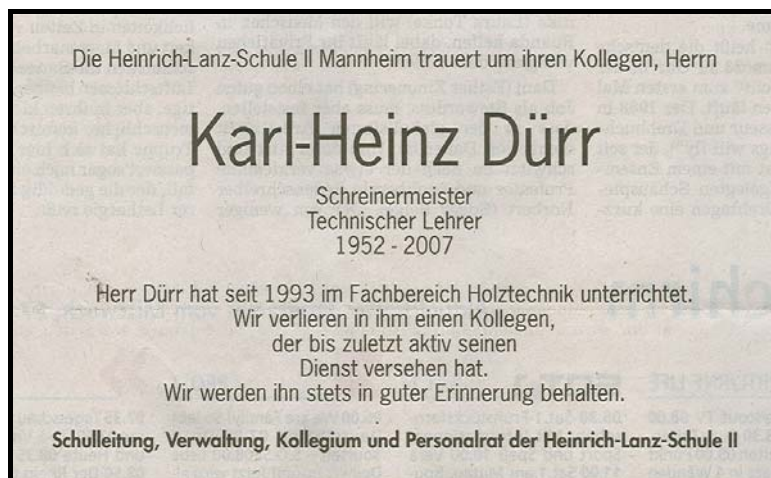 Die Heinrich-Lanz-Schule II Mannheim trauert um ihren Kollegen, Herrn
Karl-Heinz Dürr
Schreinermeister
Technischer Lehrer
1952 - 2007
Herr Dürr hat seit 1993 im Fachbereich Holztechnik unterrichtet.
Wir verlieren in ihm einen Kollegen,
der bis zuletzt aktiv seinen
Dienst versehen hat.
Wir werden ihn stets in guter Erinnerung behalten.
Schulleitung, Verwaltung, Kollegium und Personalrat der Heinrich-Lanz-Schule II